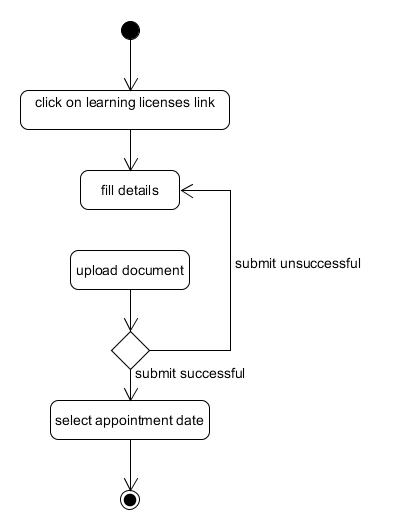 click on learning licenses link
fill details
upload document
submit unsuccessful
submit successful
select appointment date